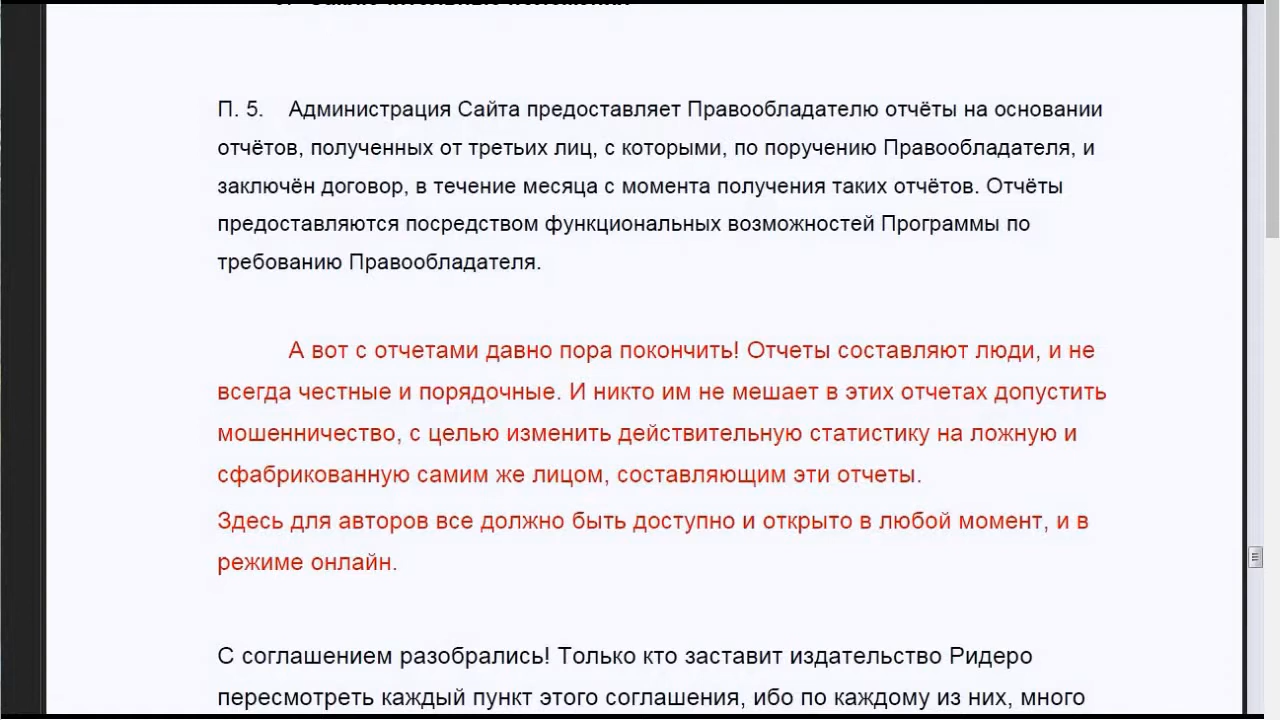 П. 5. Администрация Сайта предоставляет Правообладателю отчёты на основании
отчётов, полученных от третьих лиц, с которыми, по поручению Правообладателя, и
заключён договор, в течение месяца с момента получения таких отчётов. Отчёты
предоставляются посредством функциональных возможностей Программы по
требованию Правообладателя.
А вот с отчетами давно пора покончить! Отчеты составляют люди, и не
всегда честные и порядочные. И никто им не мешает в этих отчетах допустить
мошенничество, с целью изменить действительную статистику на ложную и
сфабрикованную самим же лицом, составляющим эти отчеты.
Здесь для авторов все должно быть доступно и открыто в любой момент, и в
режиме онлайн.
С соглашением разобрались! Только кто заставит издательство Ридеро
пересмотреть каждый пункт этого соглашения, ибо по каждому из них, много